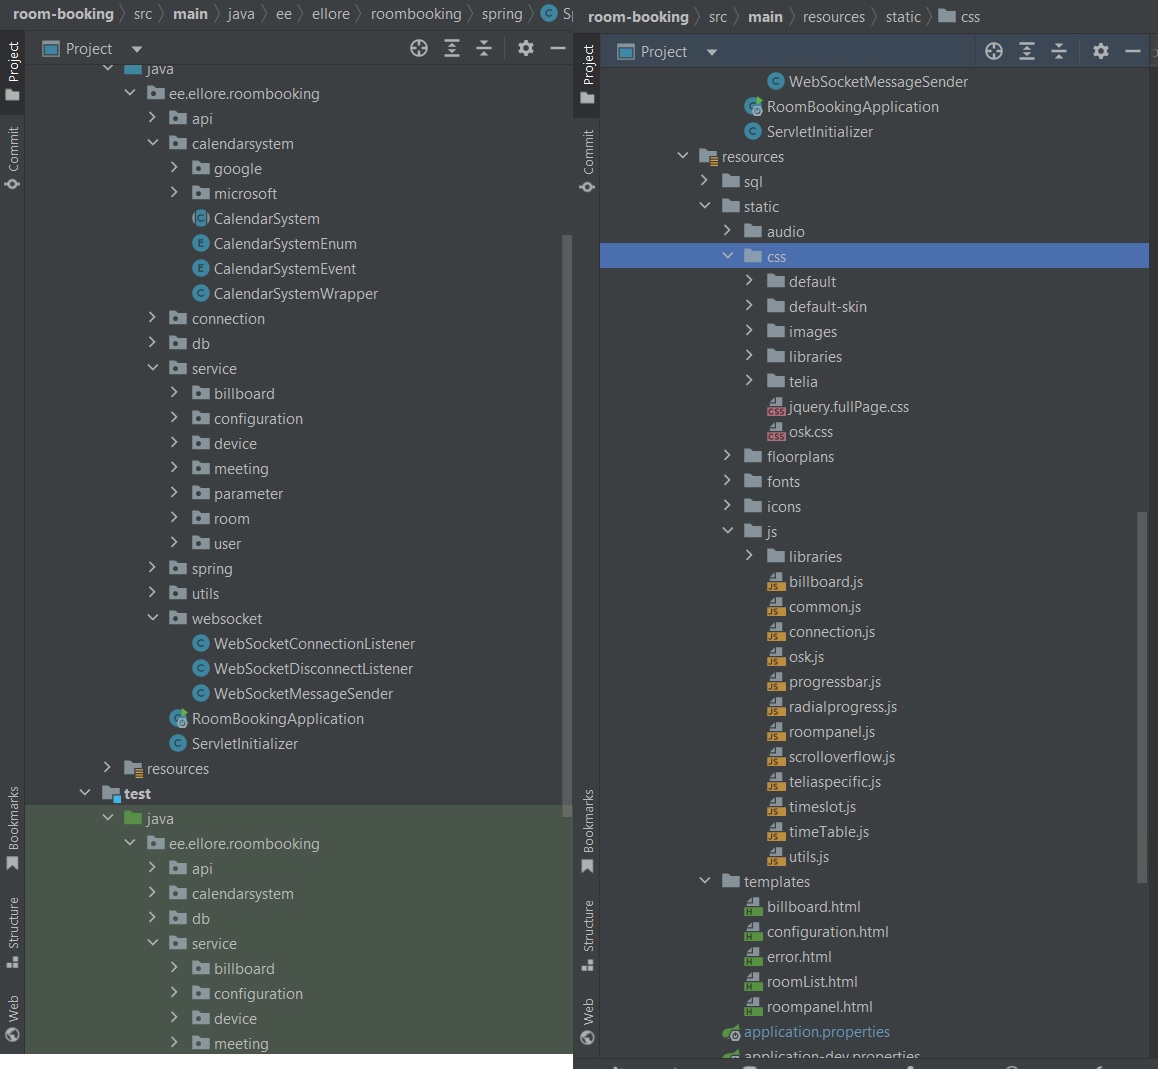 room-booking src main java ee ellore roombooking spring
Project
java
ee.ellore.roombooking
api
calendarsystem
google
microsoft
CalendarSystem
CalendarSystemEnum
CalendarSystemEvent
CalendarSystemWrapper
connection
db
service
billboard
configuration
device
meeting
parameter
room
user
spring
utils
websocket
WebSocketConnectionListener
WebSocketDisconnectListener
WebSocketMessageSender
RoomBookingApplication
ServletInitializer
resources
test
java
ee.ellore.roombooking
api
calendarsystem
db
service
billboard
configuration
device
meeting
Project
Commit
Bookmarks
Structure
Web
room-booking src main resources static css
Project
WebSocketMessageSender
RoomBookingApplication
ServletInitializer
resources
sql
static
audio
css
default
default-skin
images
libraries
telia
jquery.fullPage.css
osk.css
floorplans
fonts
icons
js
libraries
billboard.js
common.js
connection.js
osk.js
progressbar.js
radialprogress.js
roompanel.js
scrolloverflow.js
teliaspecific.js
timeslot.js
timeTable.js
utils.js
templates
billboard.html
configuration.html
error.html
roomList.html
roompanel.html
application.properties
application-dev.properties
Project
Commit
Bookmarks
Structure
Web